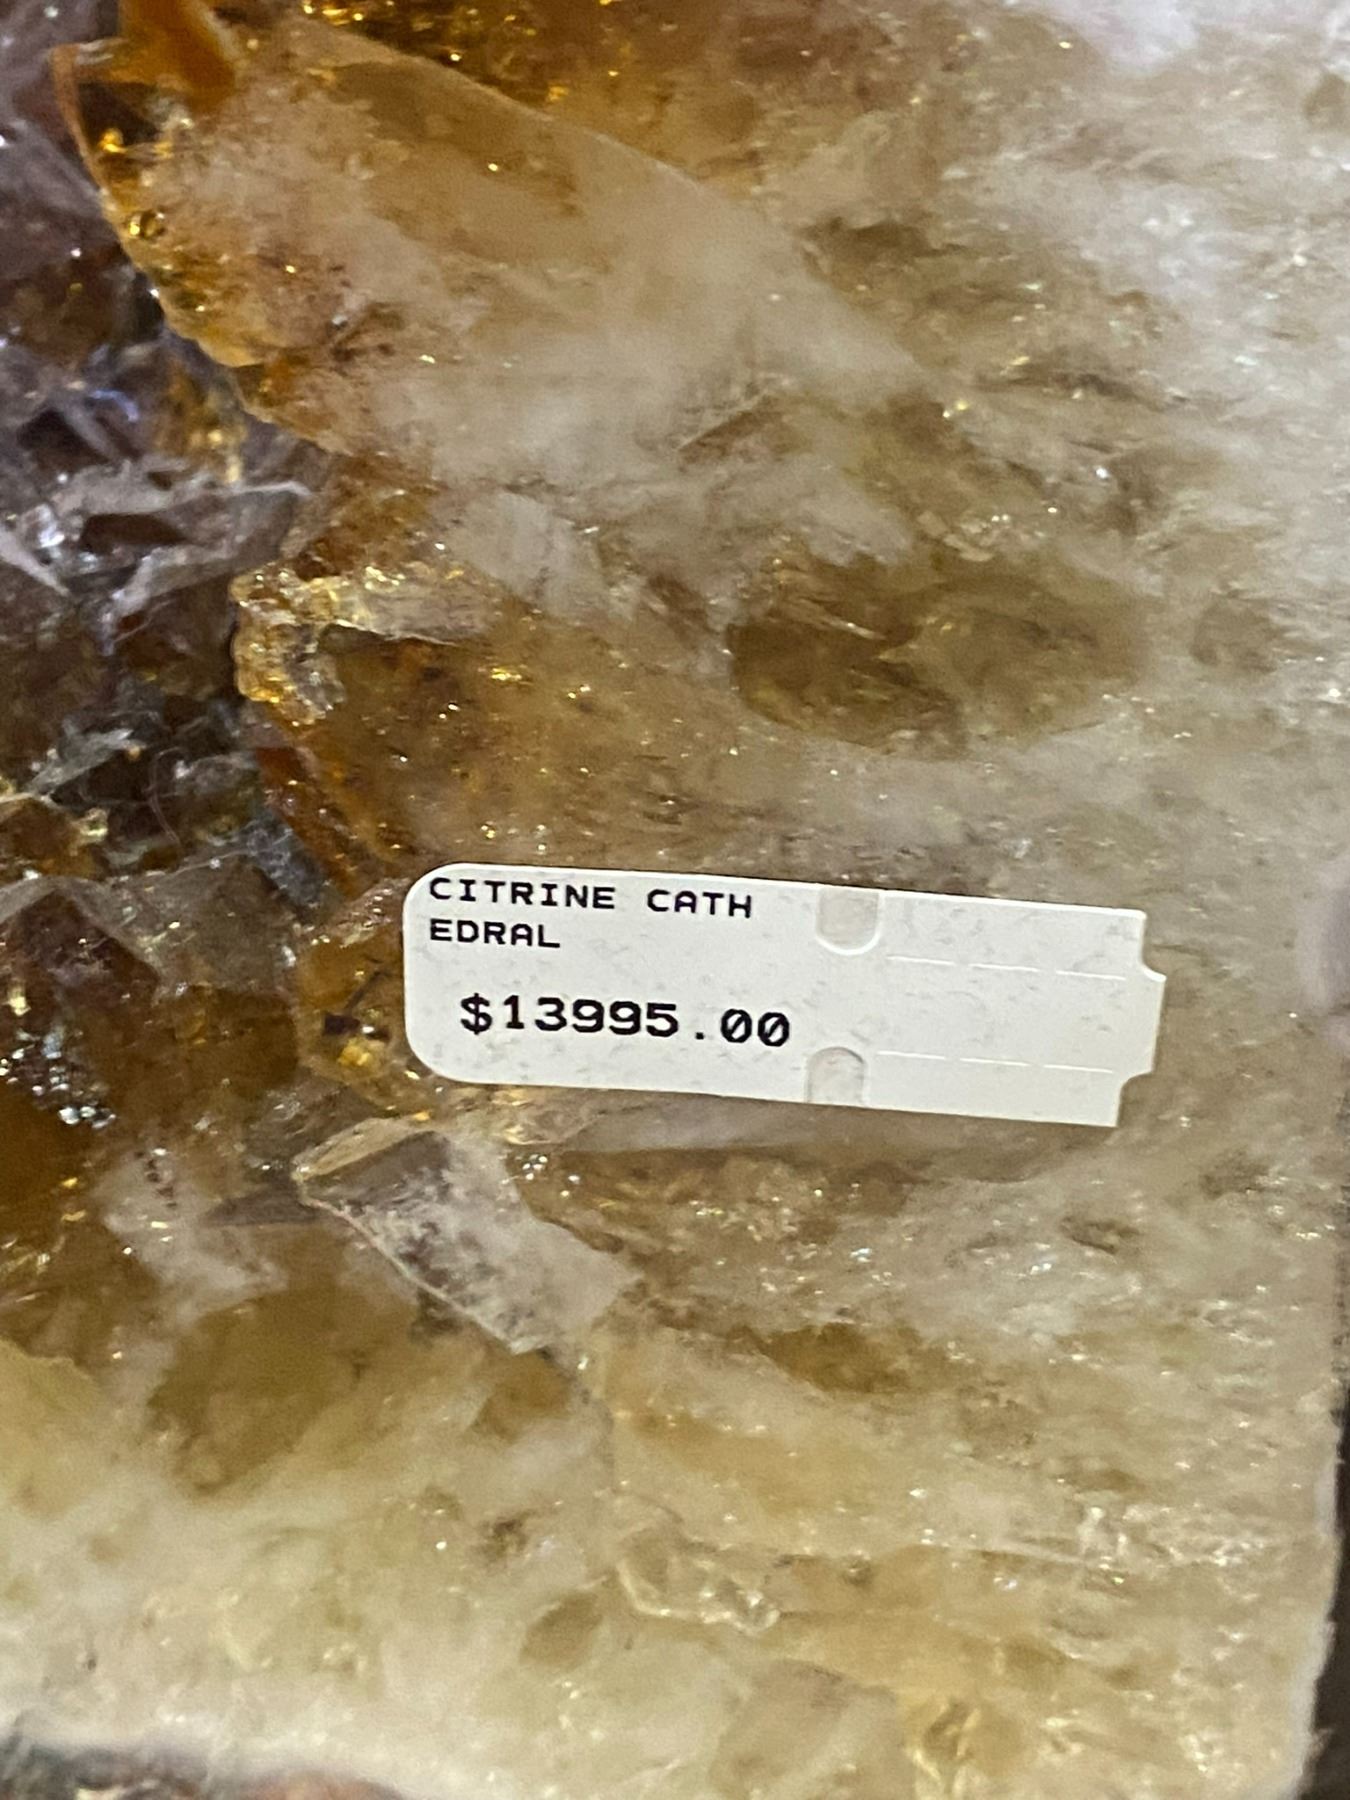 CITRINE CATH
EDRAL
$13995.00